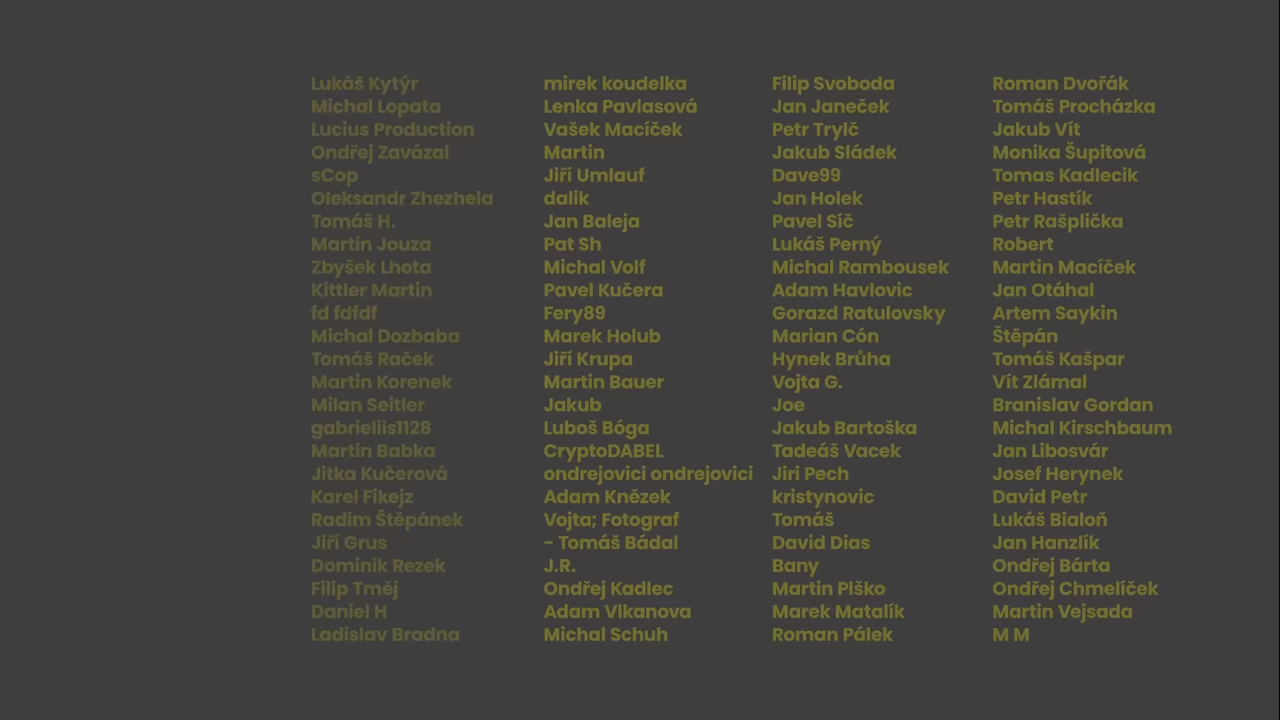 Lukáš Kytýr
Michal Lopata
Lucius Production
Ondřej Zavázal
sCop
Oleksandr Zhezhela
Tomáš H.
Martin Jouza
Zbyšek Lhota
Kittler Martin
fd fdfdf
Michal Dozbaba
Tomáš Raček
Martin Korenek
Milan Seitler
gabrieliis1128
Martin Babka
Jitka Kučerová
Karel Fikejz
Radim Štěpánek
Jiří Grus
Dominik Rezek
Filip Tměj
Daniel H
Ladislav Bradna
mirek koudelka
Lenka Pavlasová
Vašek Macíček
Martin
Jiří Umlauf
dalik
Jan Baleja
Pat Sh
Michal Volf
Pavel Kučera
Fery89
Marek Holub
Jiří Krupa
Martin Bauer
Jakub
Luboš Bóga
CryptoDABEL
ondrejovici ondrejovici
Adam Knězek
Vojta; Fotograf
- Tomáš Bádal
J.R.
Ondřej Kadlec
Adam Vlkanova
Michal Schuh
Filip Svoboda
Jan Janeček
Petr Trylč
Jakub Sládek
Dave99
Jan Holek
Pavel Síč
Lukáš Perný
Michal Rambousek
Adam Havlovic
Gorazd Ratulovsky
Marian Cón
Hynek Brůha
Vojta G.
Joe
Jakub Bartoška
Tadeáš Vacek
Jiri Pech
kristynovic
Tomáš
David Dias
Bany
Martin Plško
Marek Matalík
Roman Pálek
Roman Dvořák
Tomáš Procházka
Jakub Vít
Monika Šupitová
Tomas Kadlecik
Petr Hastík
Petr Rašplička
Robert
Martin Macíček
Jan Otáhal
Artem Saykin
Štěpán
Tomáš Kašpar
Vít Zlámal
Branislav Gordan
Michal Kirschbaum
Jan Libosvár
Josef Herynek
David Petr
Lukáš Bialoň
Jan Hanzlík
Ondřej Bárta
Ondřej Chmelíček
Martin Vejsada
M M